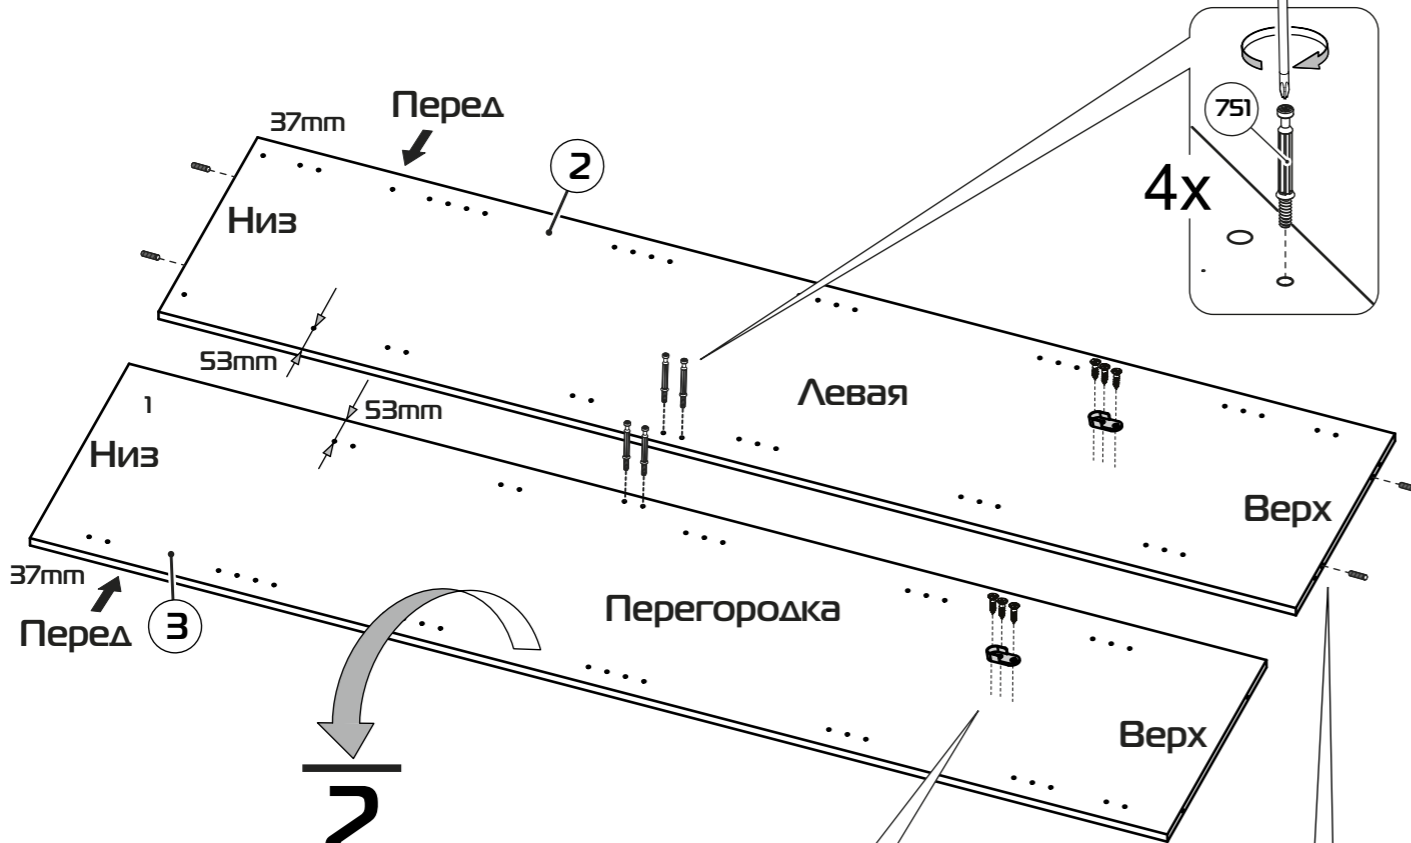 751
4x
Перед
37mm
2
Низ
53mm
Левая
53mm
1
Низ
Верх
37mm
Перед
3
Перегородка
Верх
2